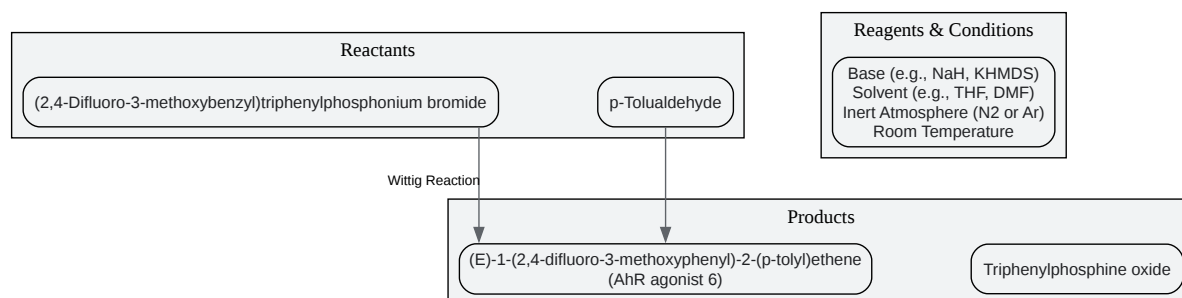 Reactants
(2,4-Difluoro-3-methoxybenzyl)triphenylphosphonium bromide
p-Tolualdehyde
Reagents & Conditions
Base (e.g., NaH, KHMDS)
Solvent (e.g., THF, DMF)
Inert Atmosphere (N2 or Ar)
Room Temperature
Wittig Reaction
Products
(E)-1-(2,4-difluoro-3-methoxyphenyl)-2-(p-tolyl)ethene
(AhR agonist 6)
Triphenylphosphine oxide